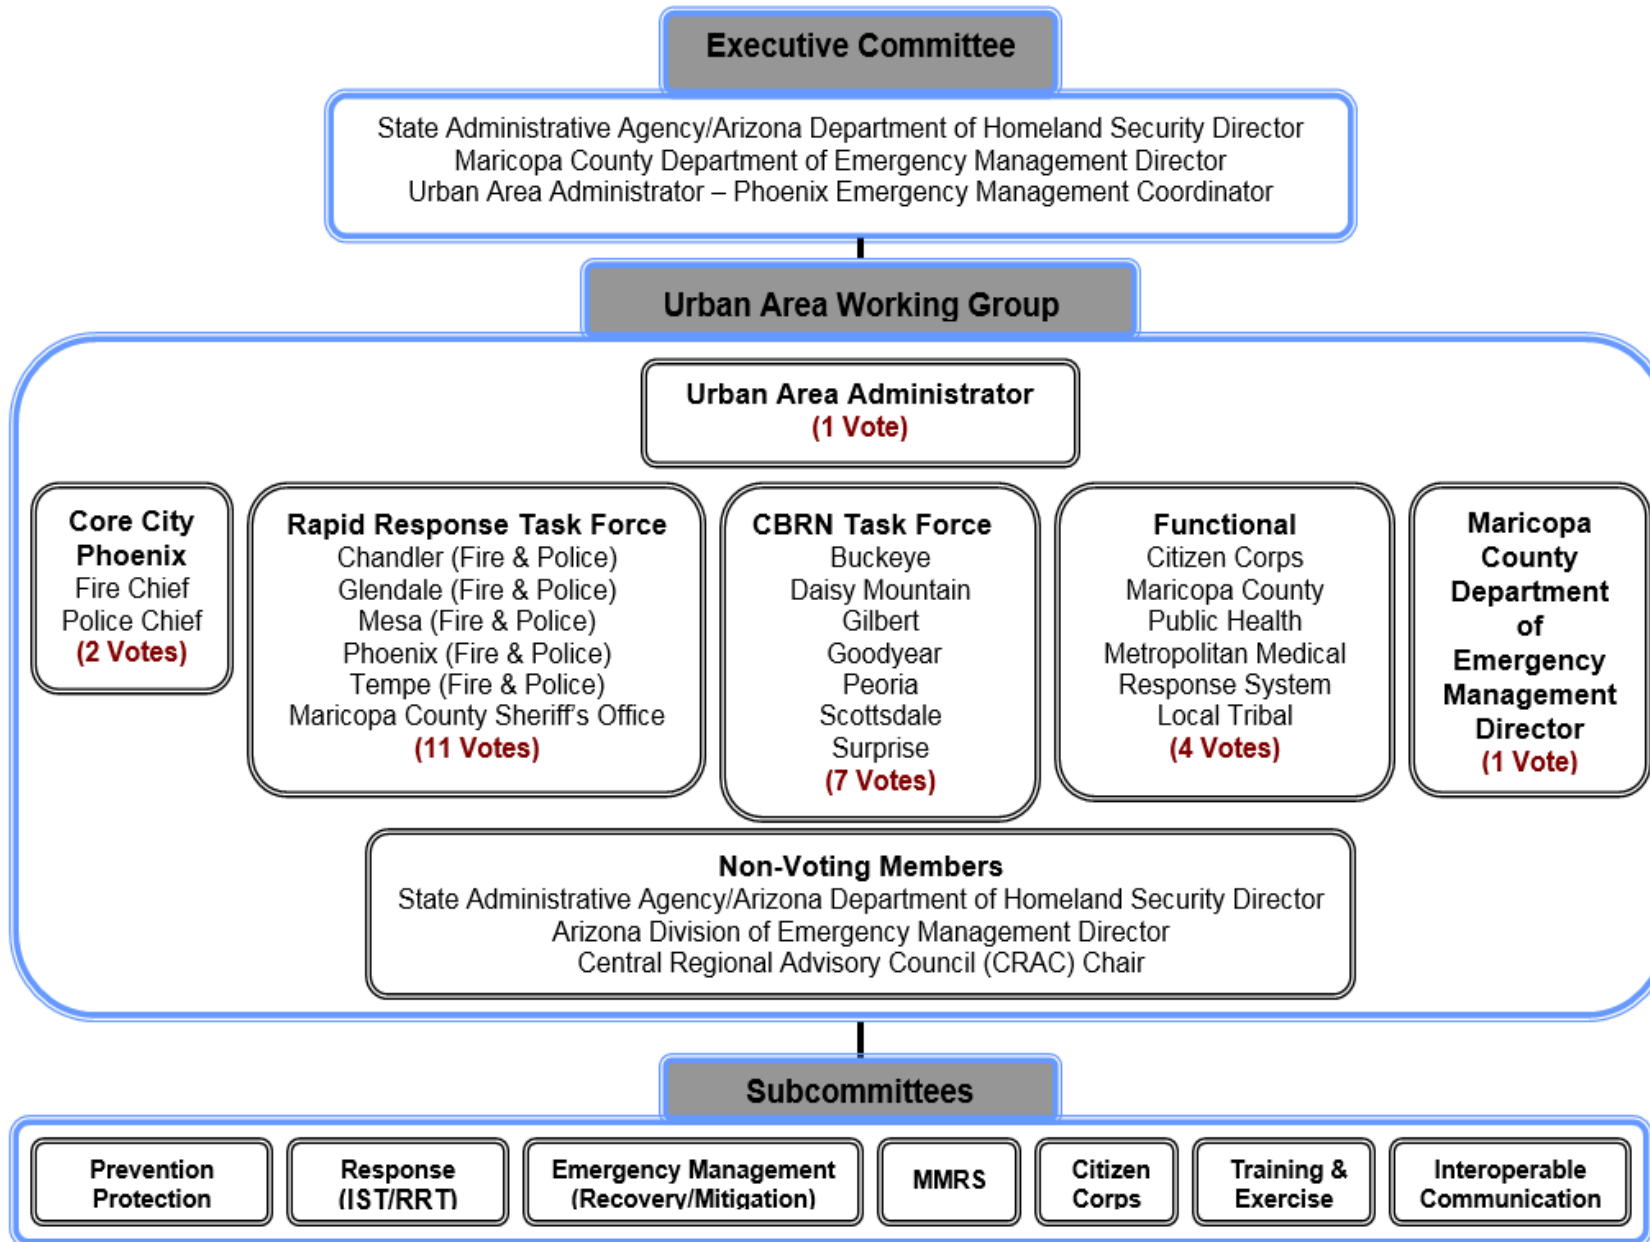 Executive Committee
State Administrative Agency/Arizona Department of Homeland Security Director
Maricopa County Department of Emergency Management Director
Urban Area Administrator – Phoenix Emergency Management Coordinator
Urban Area Working Group
Urban Area Administrator
(1 Vote)
Core City
Phoenix
Fire Chief
Police Chief
(2 Votes)
Rapid Response Task Force
Chandler (Fire & Police)
Glendale (Fire & Police)
Mesa (Fire & Police)
Phoenix (Fire & Police)
Tempe (Fire & Police)
Maricopa County Sheriff's Office
(11 Votes)
CBRN Task Force
Buckeye
Daisy Mountain
Gilbert
Goodyear
Peoria
Scottsdale
Surprise
(7 Votes)
Functional
Citizen Corps
Maricopa County
Public Health
Metropolitan Medical
Response System
Local Tribal
(4 Votes)
Maricopa
County
Department
of
Emergency
Management
Director
(1 Vote)
Non-Voting Members
State Administrative Agency/Arizona Department of Homeland Security Director
Arizona Division of Emergency Management Director
Central Regional Advisory Council (CRAC) Chair
Subcommittees
Prevention
Protection
Response
(IST/RRT)
Emergency Management
(Recovery/Mitigation)
MMRS
Citizen
Corps
Training &
Exercise
Interoperable
Communication